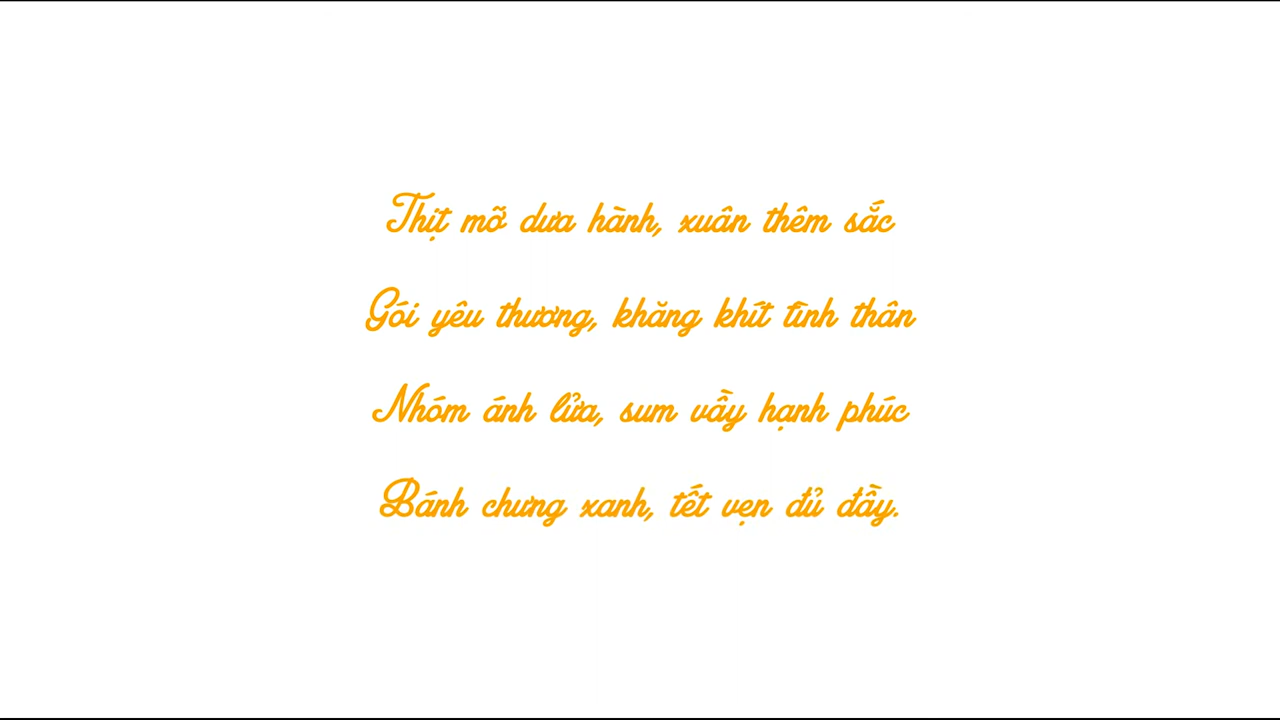 Thịt mỡ dưa hành, xuân thêm sắc
Gói yêu thương, khăng khít tình thân
Nhóm ánh lửa, sum vầy hạnh phúc
Bánh chưng xanh, tết vẹn đủ đầy.